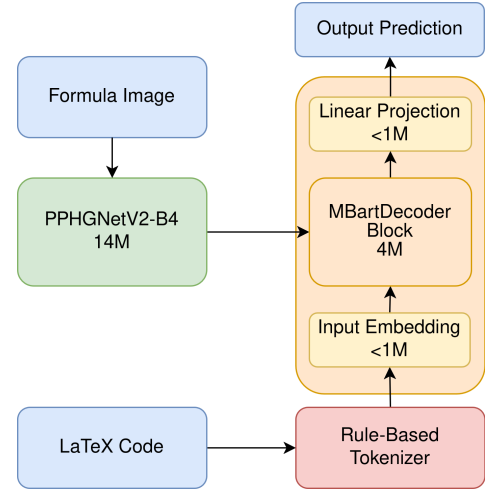 Output Prediction
Formula Image
Linear Projection
<1M
PPHGNetV2-B4
14M
MBartDecoder
Block
4M
Input Embedding
<1M
LaTeX Code
Rule-Based
Tokenizer